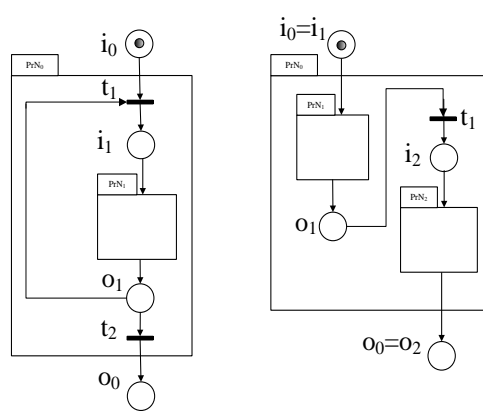 i₀
PrN₀
t₁
i₁
PrN₁
o₁
t₂
o₀
i₀=i₁
PrN₀
PrN₁
t₁
i₂
PrN₂
o₁
o₀=o₂